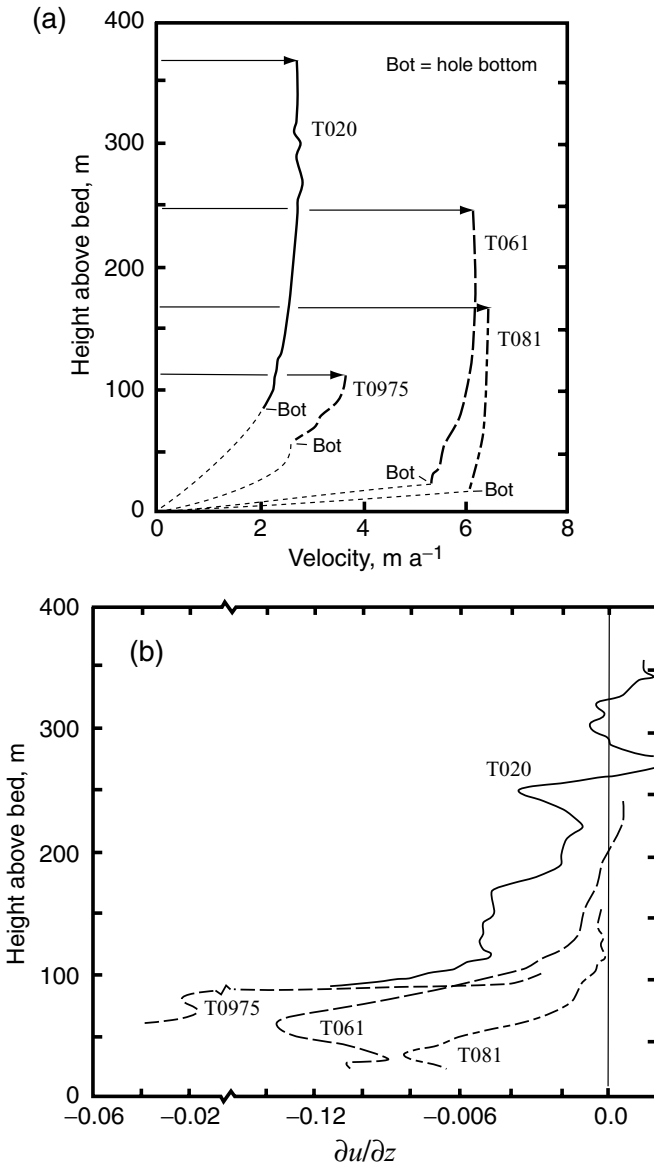 (a)
400
Bot = hole bottom
T020
300
T061
200
T081
T0975
100
Bot
Bot
Bot
Bot
0
0 2 4 6 8
Height above bed, m
Velocity, m a⁻¹
400
(b)
300
T020
200
100
T0975
T061
T081
0
−0.06 −0.02 −0.12 −0.006 0.0
Height above bed, m
∂u/∂z